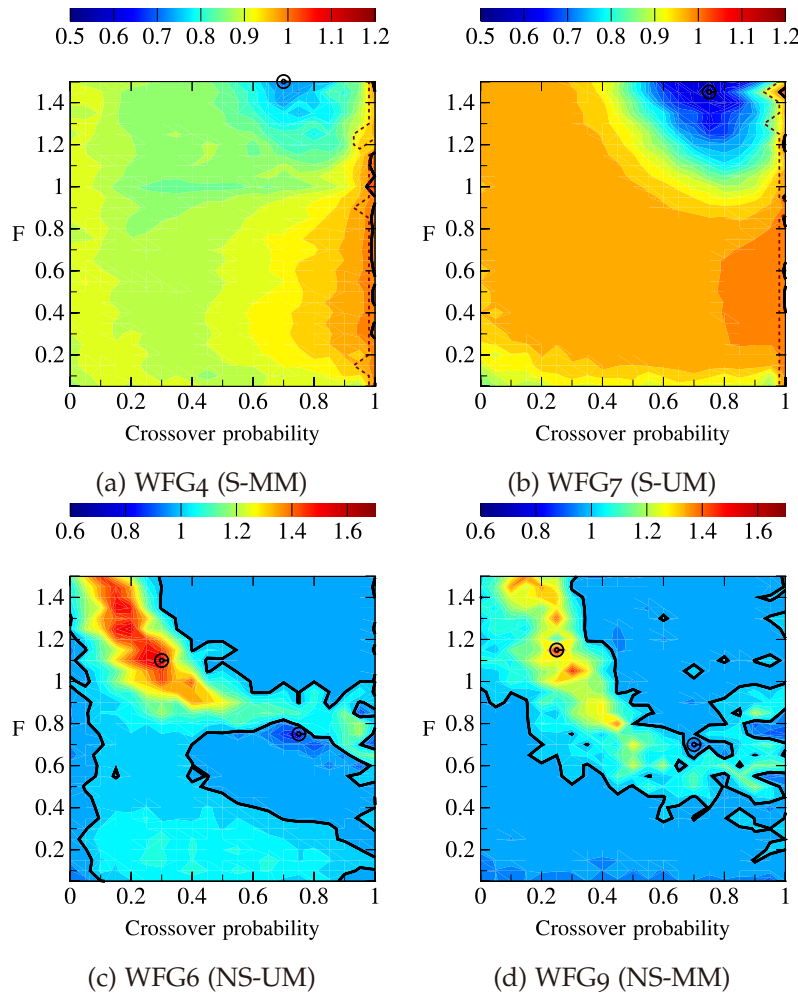 0.5 0.6 0.7 0.8 0.9 1 1.1 1.2
0.5 0.6 0.7 0.8 0.9 1 1.1 1.2
1.4
1.2
1
0.8
0.6
0.4
0.2
F
0 0.2 0.4 0.6 0.8 1
Crossover probability
(a) WFG4 (S-MM)
1.4
1.2
1
0.8
0.6
0.4
0.2
F
0 0.2 0.4 0.6 0.8 1
Crossover probability
(b) WFG7 (S-UM)
0.6 0.8 1 1.2 1.4 1.6
0.6 0.8 1 1.2 1.4 1.6
1.4
1.2
1
0.8
0.6
0.4
0.2
F
0 0.2 0.4 0.6 0.8 1
Crossover probability
(c) WFG6 (NS-UM)
1.4
1.2
1
0.8
0.6
0.4
0.2
F
0 0.2 0.4 0.6 0.8 1
Crossover probability
(d) WFG9 (NS-MM)